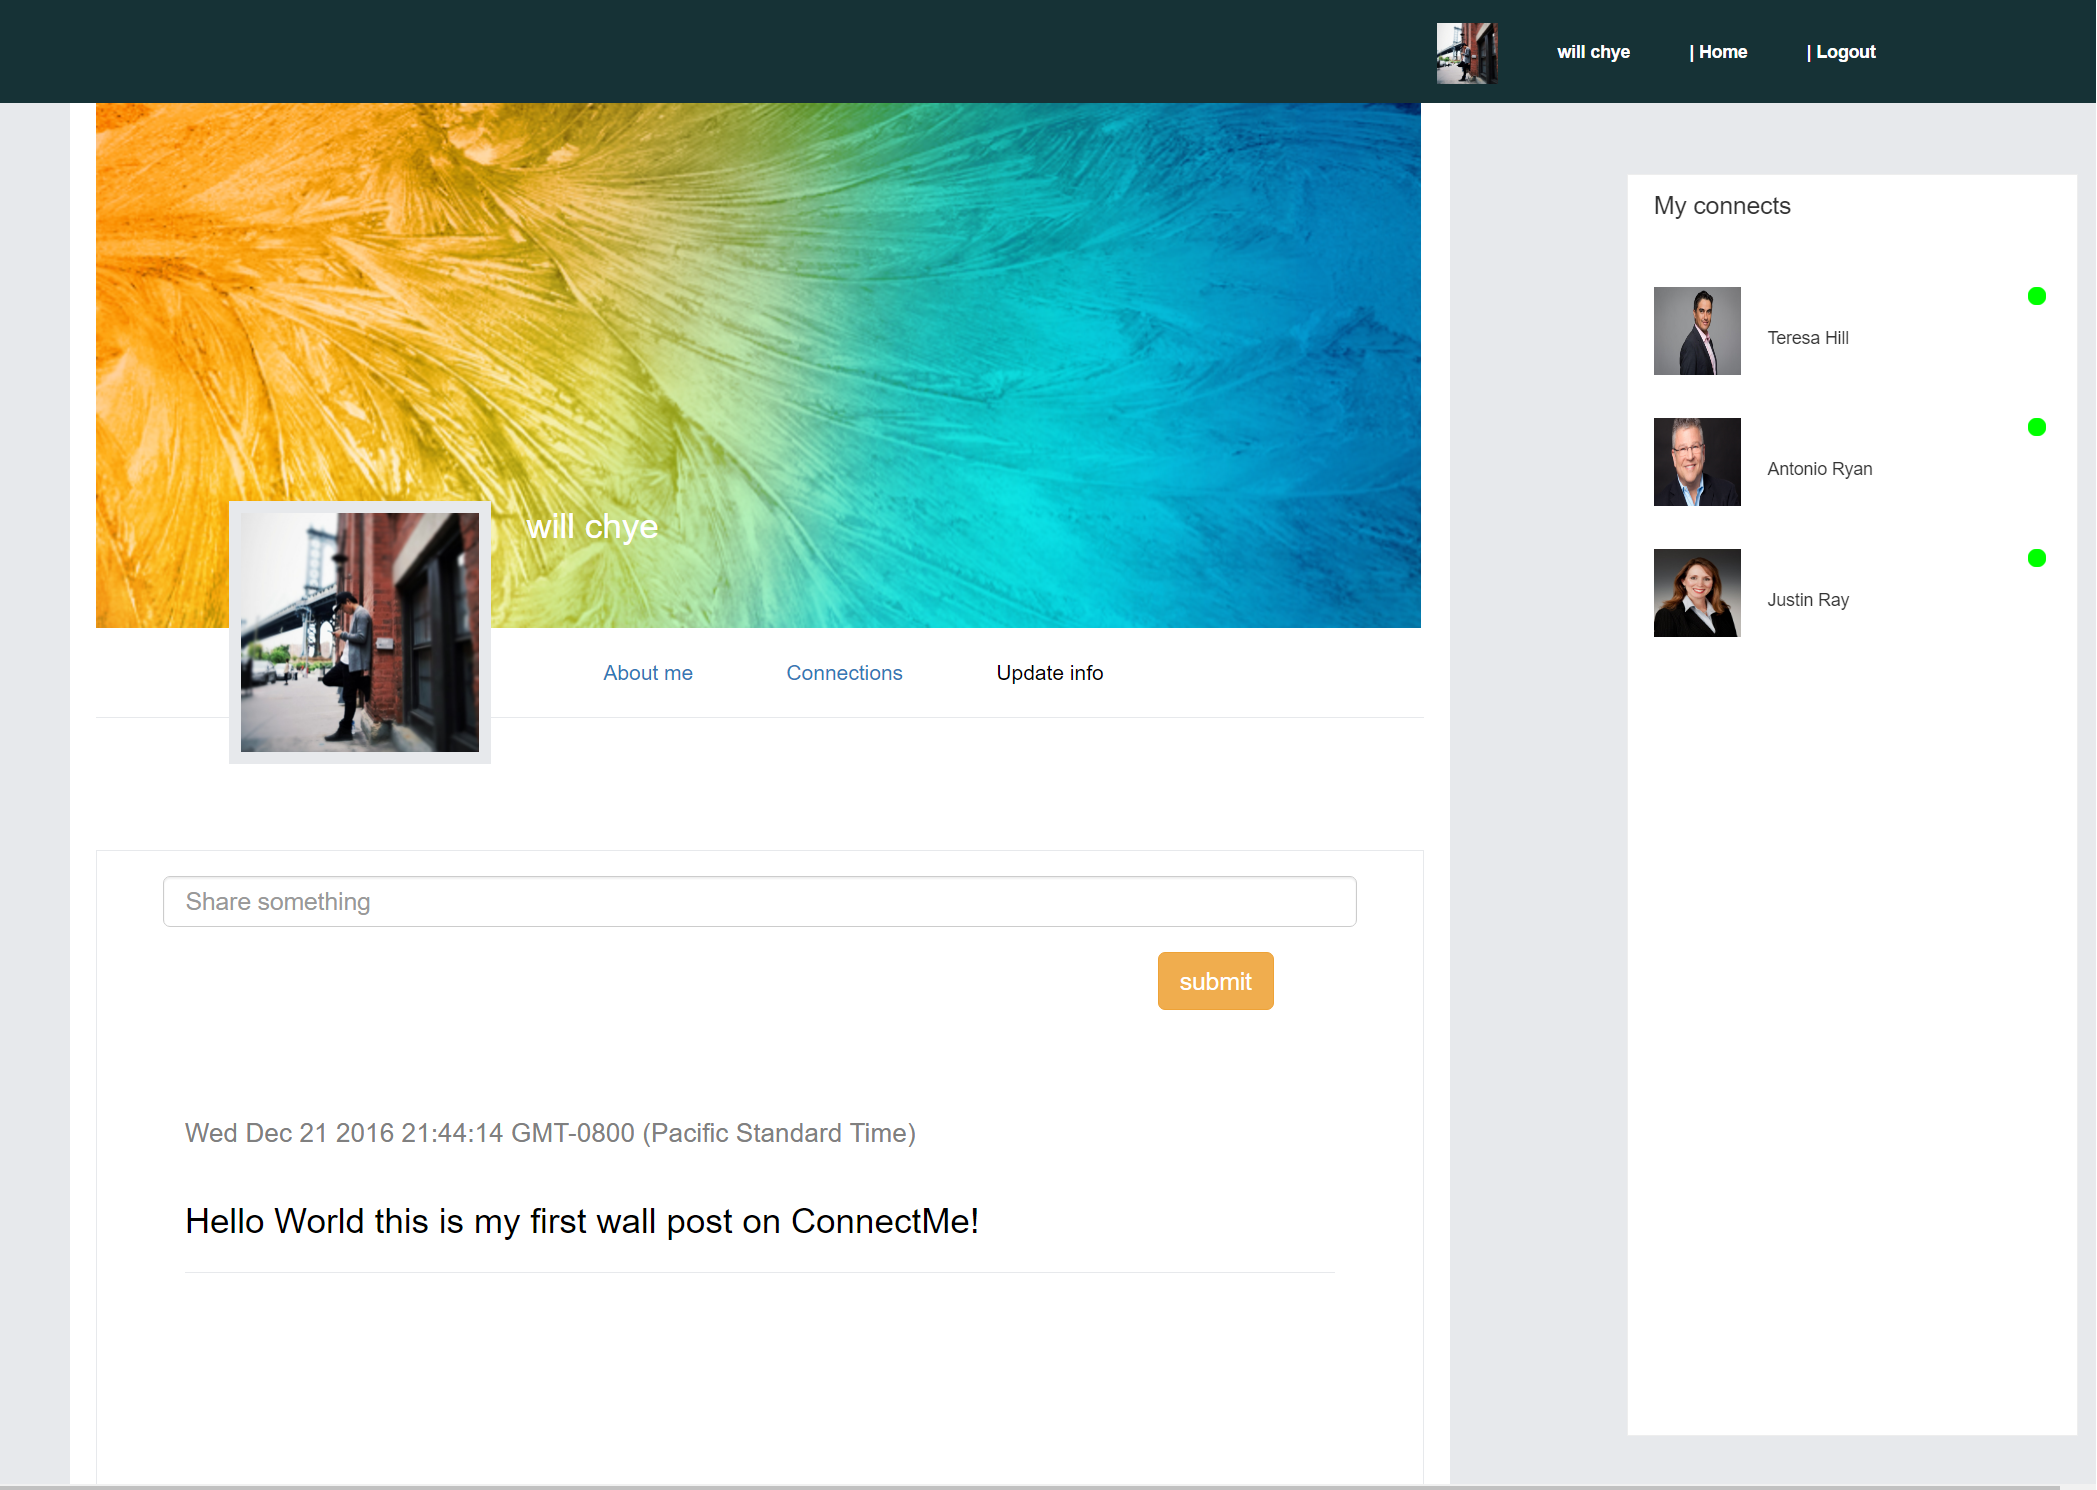 will chye
| Home
| Logout
will chye
About me
Connections
Update info
Share something
submit
Wed Dec 21 2016 21:44:14 GMT-0800 (Pacific Standard Time)
Hello World this is my first wall post on ConnectMe!
My connects
Teresa Hill
Antonio Ryan
Justin Ray